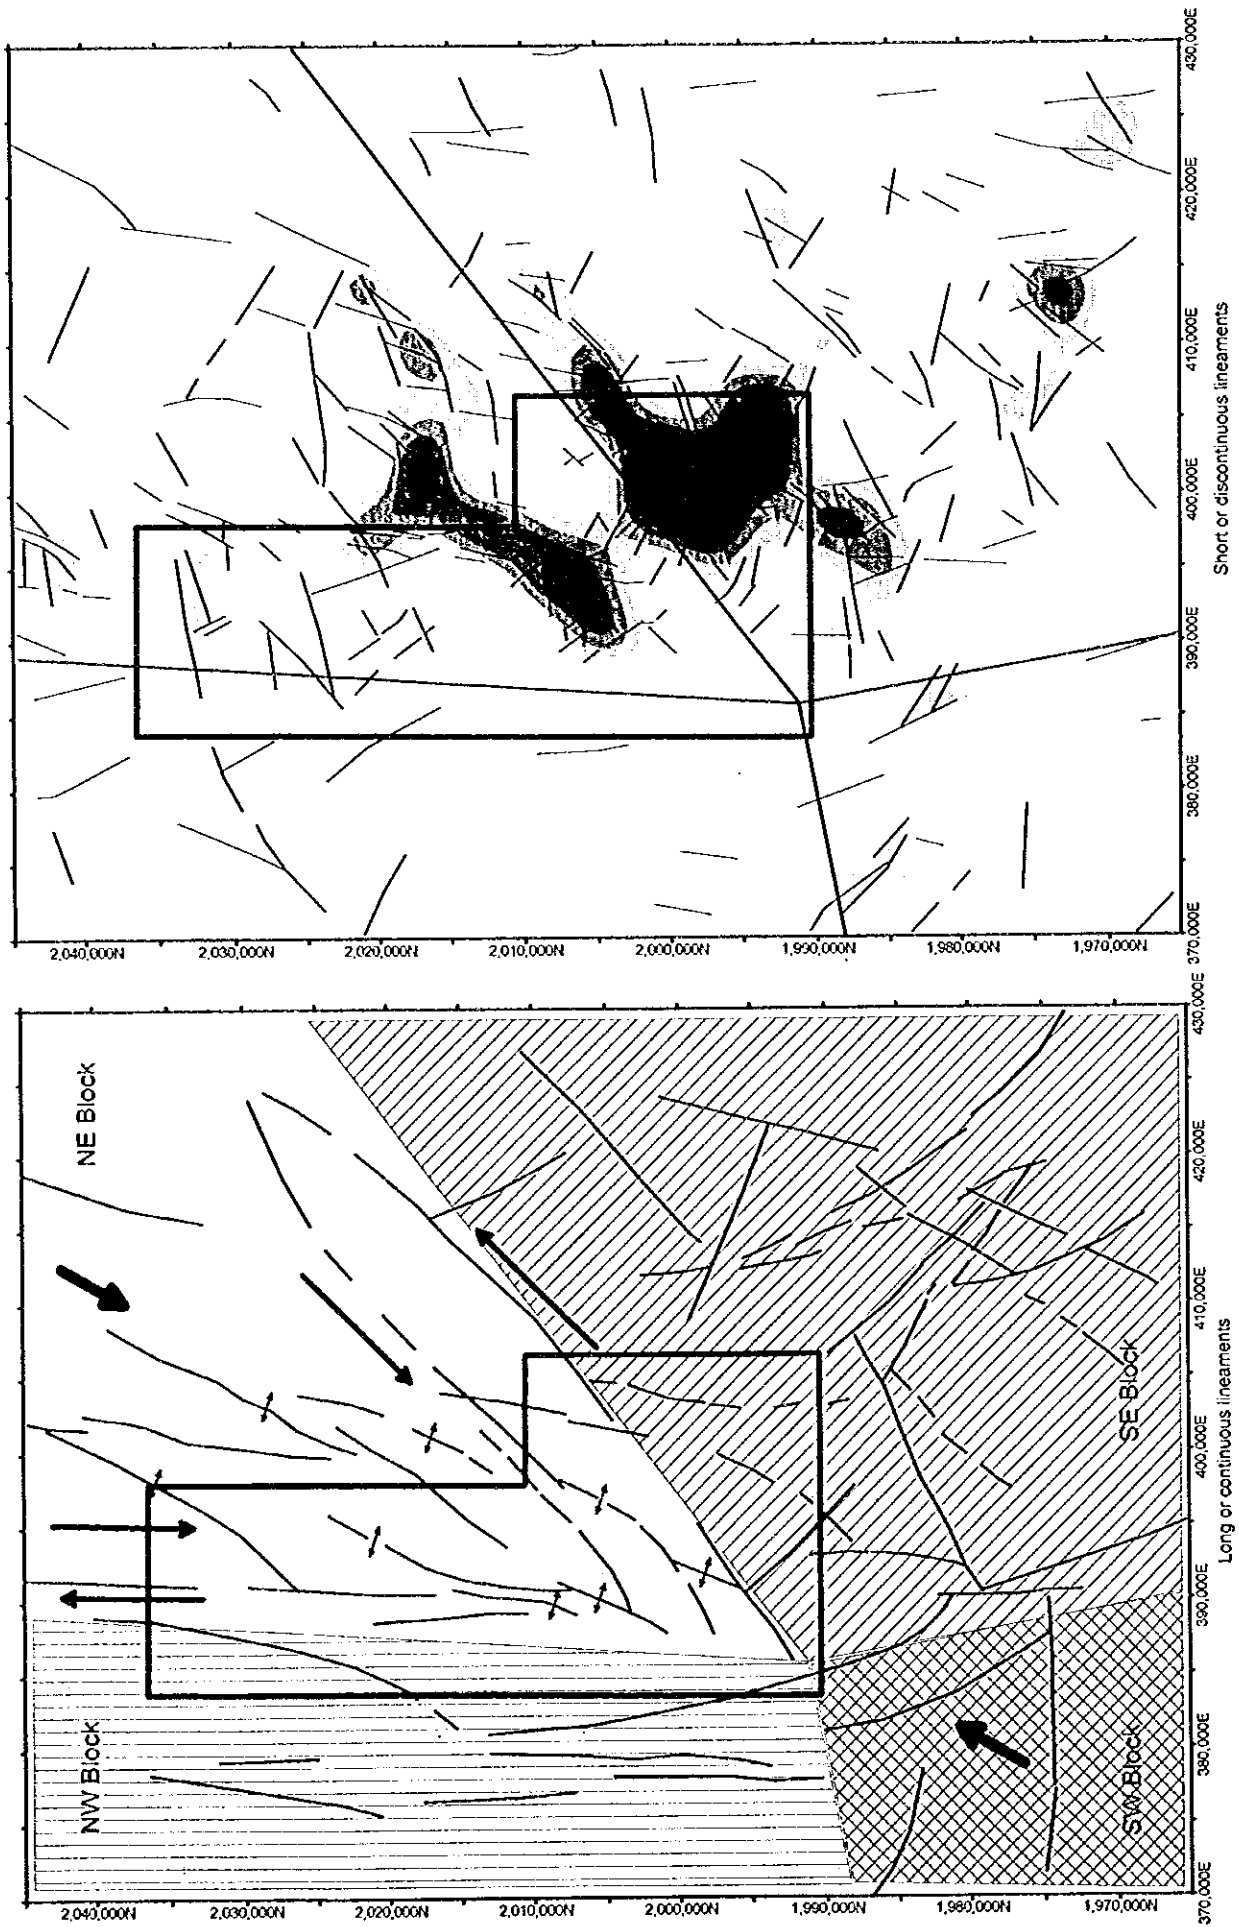 430,000E
420,000E
410,000E
400,000E
390,000E
380,000E
370,000E
Short or discontinuous lineaments
2,040,000N
2,030,000N
2,020,000N
2,010,000N
2,000,000N
1,990,000N
1,980,000N
1,970,000N
NE Block
NW Block
SE Block
SW Block
430,000E
420,000E
410,000E
400,000E
390,000E
380,000E
370,000E
Long or continuous lineaments
2,040,000N
2,030,000N
2,020,000N
2,010,000N
2,000,000N
1,990,000N
1,980,000N
1,970,000N